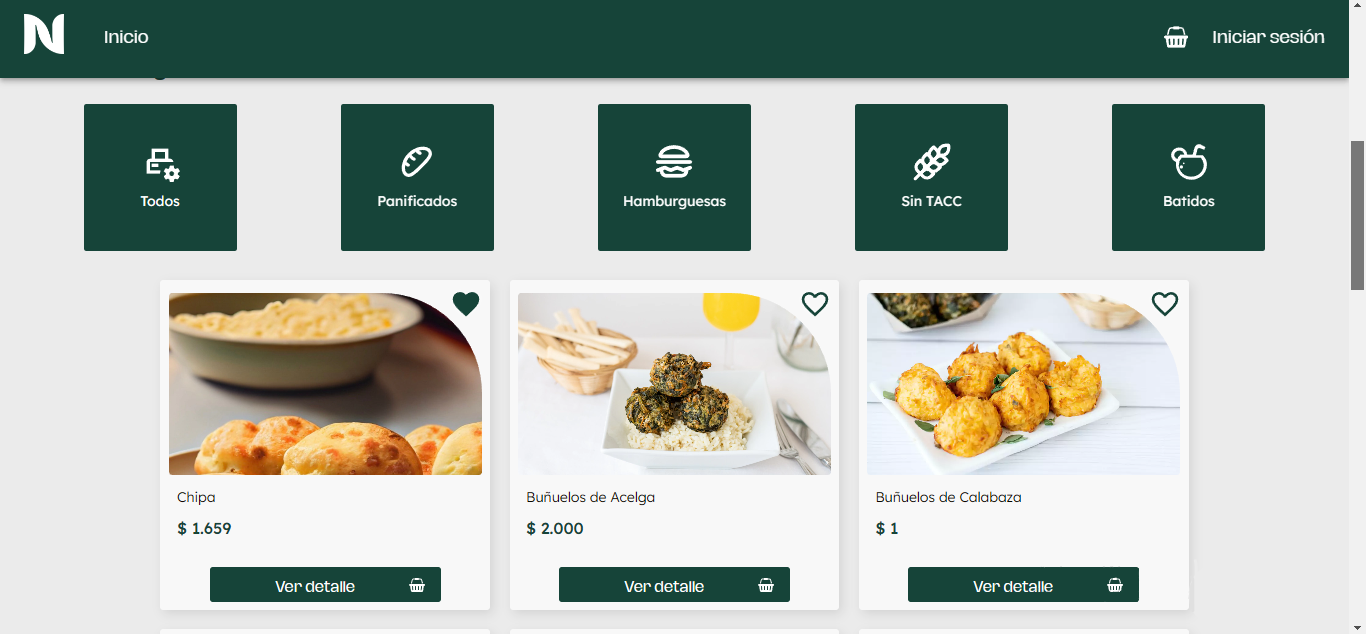 N
Inicio
Iniciar sesión
Todos
Panificados
Hamburguesas
Sin TACC
Batidos
Chipa
$ 1.659
Ver detalle
Buñuelos de Acelga
$ 2.000
Ver detalle
Buñuelos de Calabaza
$ 1
Ver detalle